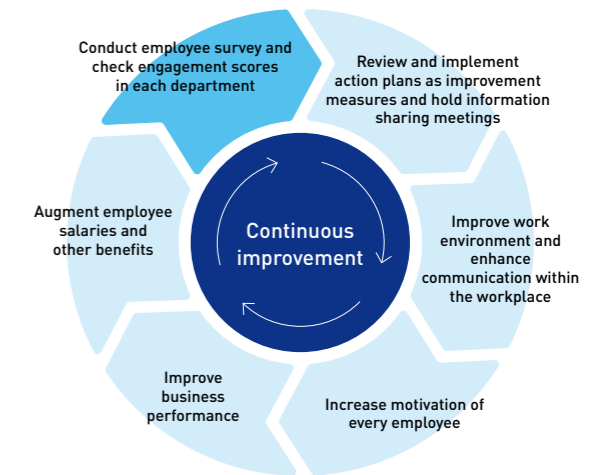 Conduct employee survey and
check engagement scores
in each department
Review and implement
action plans as improvement
measures and hold information
sharing meetings
Improve work
environment and
enhance
communication within
the workplace
Increase motivation of
every employee
Improve
business
performance
Augment employee
salaries and
other benefits
Continuous
improvement